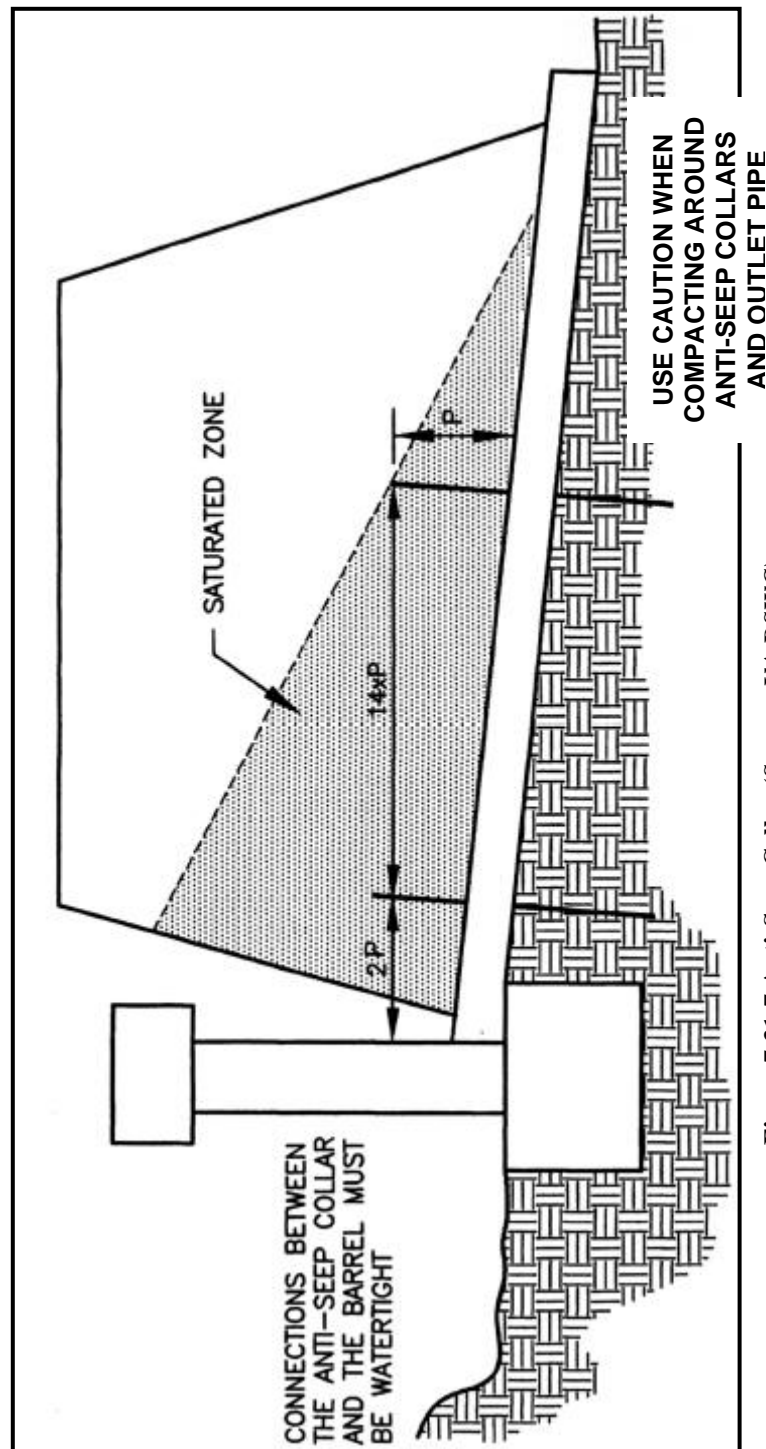 SATURATED ZONE
P
14xP
2P
CONNECTIONS BETWEEN
THE ANTI-SEEP COLLAR
AND THE BARREL MUST
BE WATERTIGHT
USE CAUTION WHEN
COMPACTING AROUND
ANTI-SEEP COLLARS
AND OUTLET PIPE